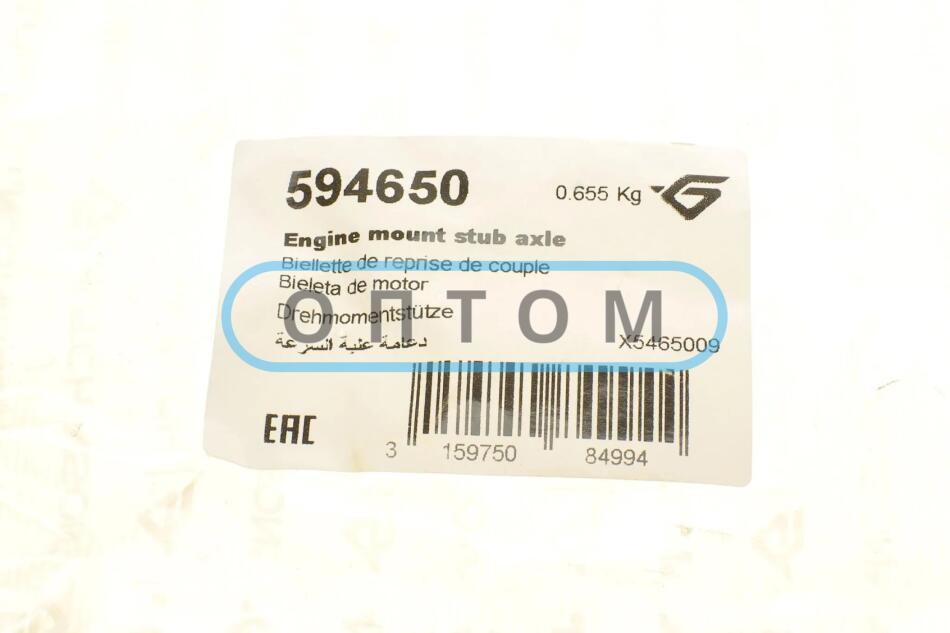 594650
0.655 Kg
Engine mount stub axle
Biellette de reprise de couple
Bieleta de motor
Drehmomentstütze
ОПТОМ
دعامة علبة السرعة
X5465009
EAC
3 159750 84994